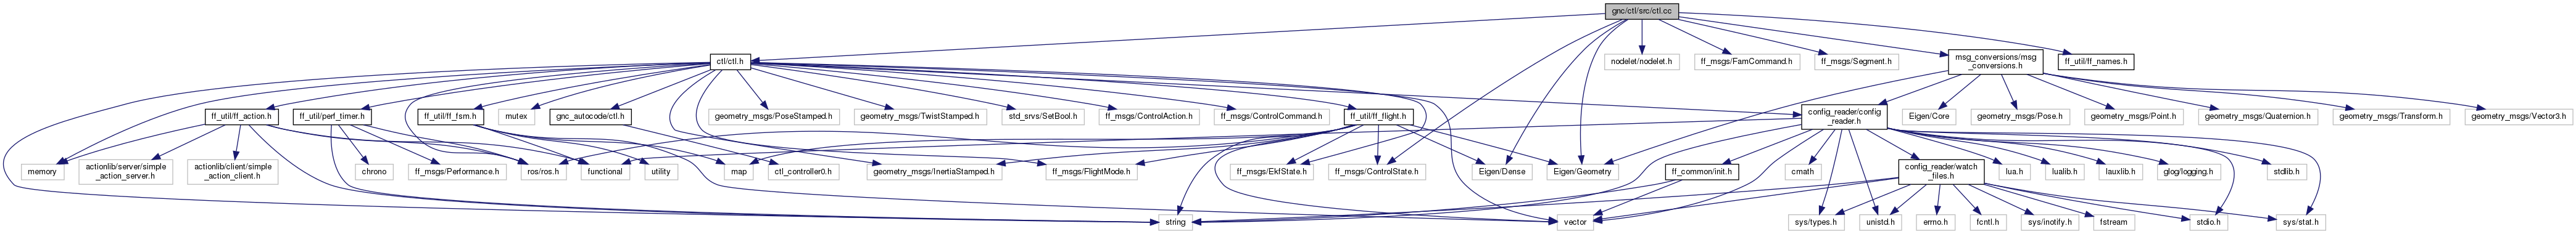 gnc/ctl/src/ctl.cc
ctl/ctl.h
nodelet/nodelet.h
ff_msgs/FamCommand.h
ff_msgs/Segment.h
msg_conversions/msg
_conversions.h
ff_util/ff_names.h
ff_util/ff_action.h
ff_util/perf_timer.h
ff_util/ff_fsm.h
mutex
gnc_autocode/ctl.h
geometry_msgs/PoseStamped.h
geometry_msgs/TwistStamped.h
std_srvs/SetBool.h
ff_msgs/ControlAction.h
ff_msgs/ControlCommand.h
ff_util/ff_flight.h
config_reader/config
_reader.h
Eigen/Core
geometry_msgs/Pose.h
geometry_msgs/Point.h
geometry_msgs/Quaternion.h
geometry_msgs/Transform.h
geometry_msgs/Vector3.h
memory
actionlib/server/simple
_action_server.h
actionlib/client/simple
_action_client.h
chrono
ff_msgs/Performance.h
ros/ros.h
functional
utility
map
ctl_controller0.h
geometry_msgs/InertiaStamped.h
ff_msgs/FlightMode.h
ff_msgs/EkfState.h
ff_msgs/ControlState.h
Eigen/Dense
Eigen/Geometry
ff_common/init.h
cmath
config_reader/watch
_files.h
lua.h
lualib.h
lauxlib.h
glog/logging.h
stdlib.h
string
vector
sys/types.h
unistd.h
errno.h
fcntl.h
sys/inotify.h
fstream
stdio.h
sys/stat.h